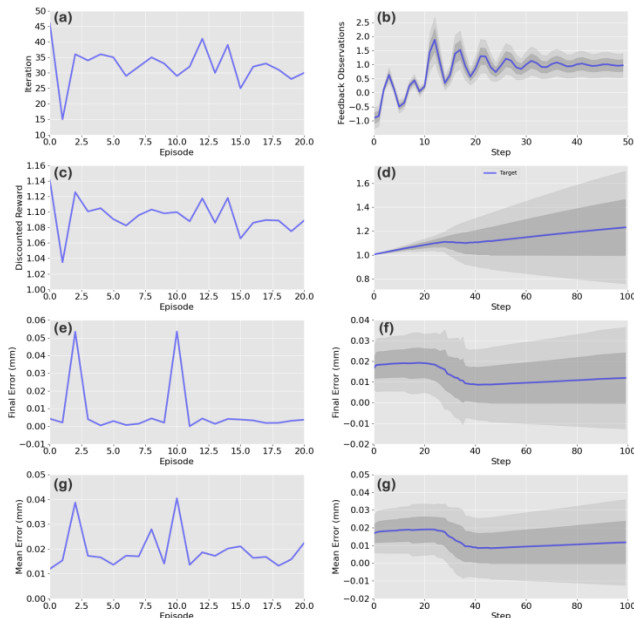 (a)
Iteration
50
45
40
35
30
25
20
15
10
0.0 2.5 5.0 7.5 10.0 12.5 15.0 17.5 20.0
Episode
(b)
Feedback Observations
2.5
2.0
1.5
1.0
0.5
0.0
−0.5
−1.0
0 10 20 30 40 50
Step
(c)
Discounted Reward
1.16
1.14
1.12
1.10
1.08
1.06
1.04
1.02
1.00
0.0 2.5 5.0 7.5 10.0 12.5 15.0 17.5 20.0
Episode
(d)
Target
1.6
1.4
1.2
1.0
0.8
0 20 40 60 80 100
Step
(e)
Final Error (mm)
0.06
0.05
0.04
0.03
0.02
0.01
0.00
−0.01
0.0 2.5 5.0 7.5 10.0 12.5 15.0 17.5 20.0
Episode
(f)
Final Error (mm)
0.04
0.03
0.02
0.01
0.00
−0.01
−0.02
0 20 40 60 80 100
Step
(g)
Mean Error (mm)
0.05
0.04
0.03
0.02
0.01
0.00
0.0 2.5 5.0 7.5 10.0 12.5 15.0 17.5 20.0
Episode
(g)
Mean Error (mm)
0.05
0.04
0.03
0.02
0.01
0.00
−0.01
−0.02
0 20 40 60 80 100
Step